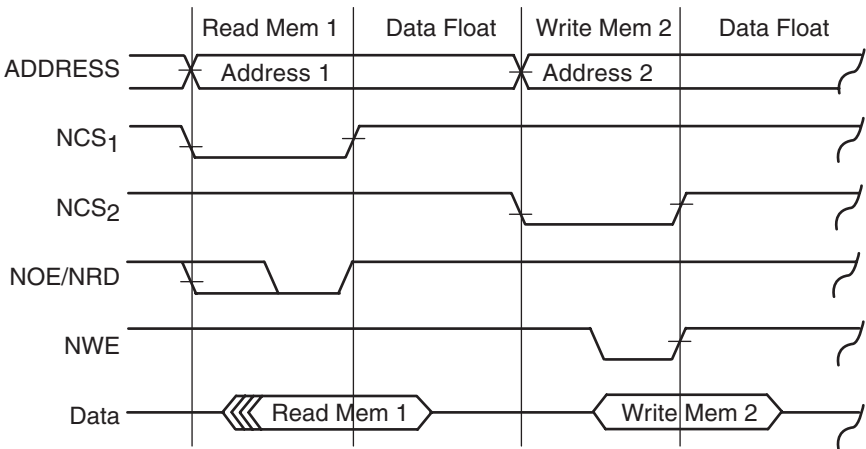 Read Mem 1 Data Float Write Mem 2 Data Float
ADDRESS Address 1 Address 2
NCS1
NCS2
NOE/NRD
NWE
Data Read Mem 1 Write Mem 2